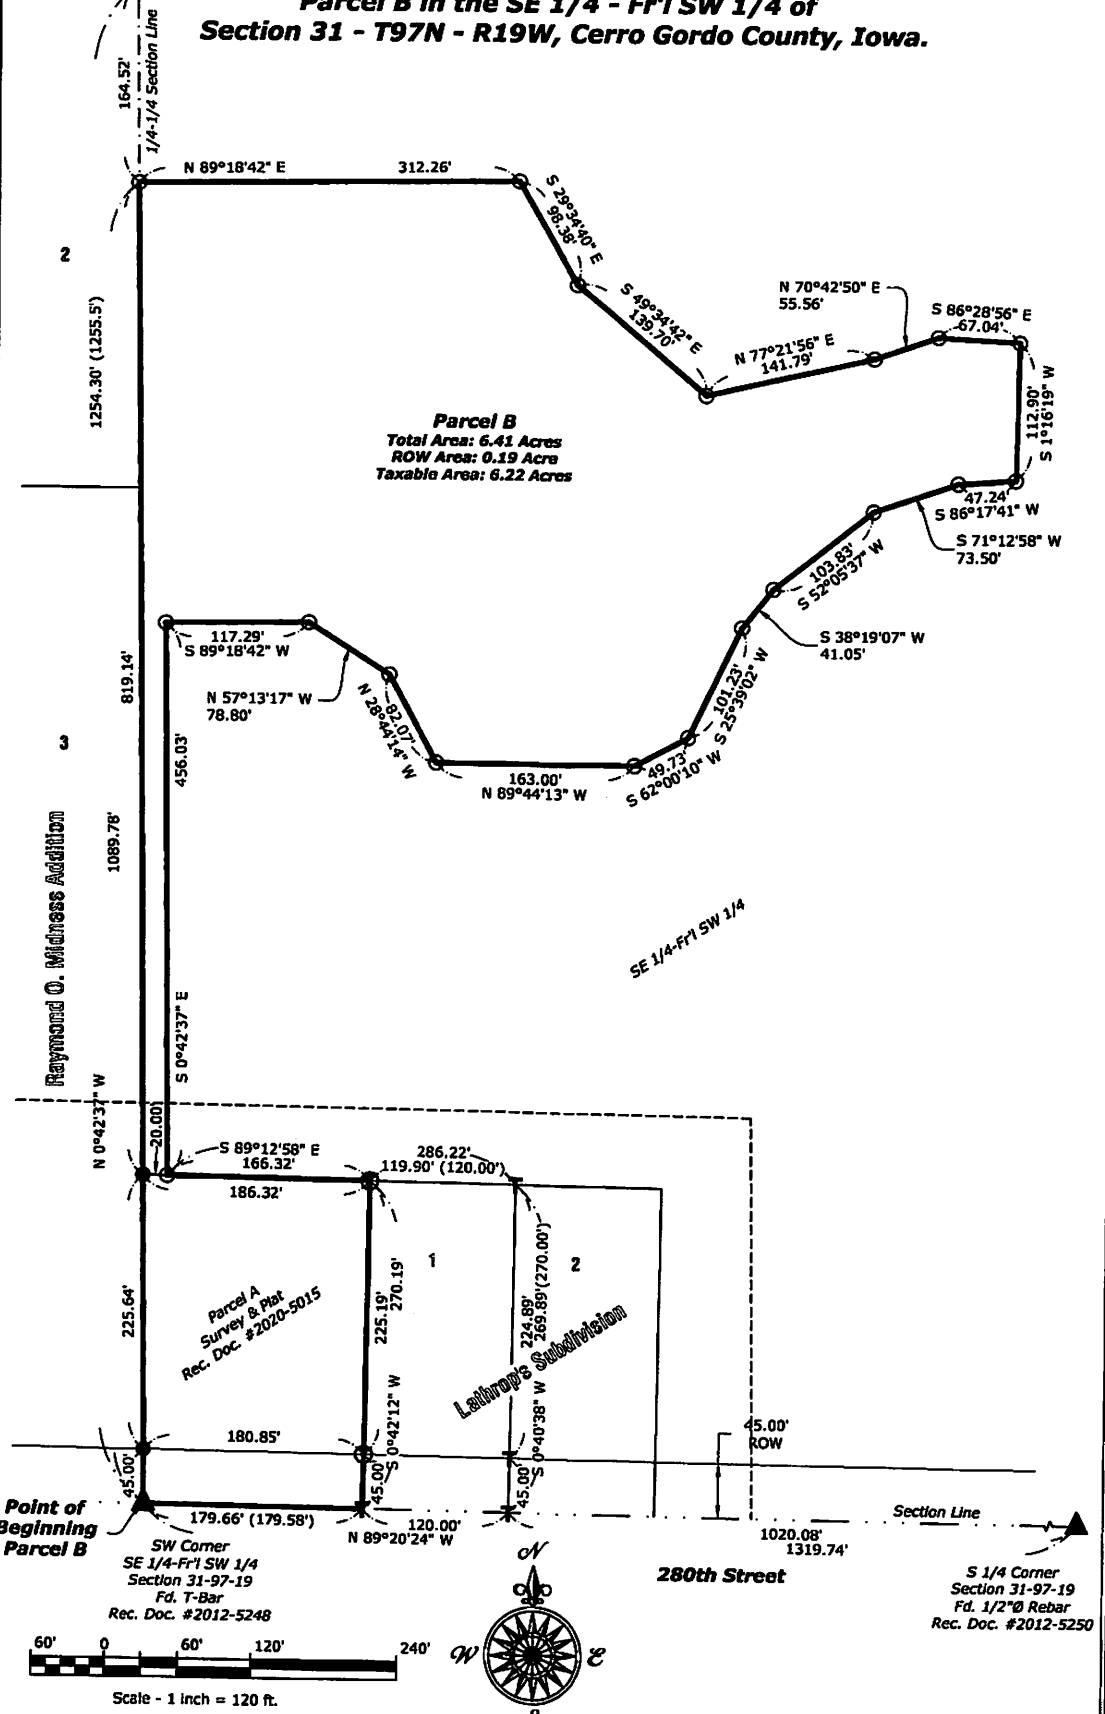 Parcel B in the SE 1/4 - Fr'l SW 1/4 of
Section 31 - T97N - R19W, Cerro Gordo County, Iowa.
164.52'
1/4-1/4 Section Line
N 89°18'42" E
312.26'
S 29°34'40" E
98.38'
2
S 49°34'42" E
139.70'
N 70°42'50" E
55.56'
S 86°28'56" E
67.04'
N 77°21'56" E
141.79'
1254.30' (1255.5')
112.90'
S 1°16'19" W
Parcel B
Total Area: 6.41 Acres
ROW Area: 0.19 Acre
Taxable Area: 6.22 Acres
47.24'
S 86°17'41" W
S 71°12'58" W
73.50'
103.83'
S 52°05'37" W
S 38°19'07" W
41.05'
117.29'
S 89°18'42" W
N 57°13'17" W
78.80'
82.07'
N 28°44'14" W
101.23'
S 25°39'02" W
49.73'
S 62°00'10" W
163.00'
N 89°44'13" W
819.14'
3
456.03'
1089.78'
Raymond O. Midness Addition
SE 1/4-Fr'l SW 1/4
S 0°42'37" E
N 0°42'37" W
20.00'
S 89°12'58" E
166.32'
186.32'
286.22'
119.90' (120.00')
1
2
225.64'
Parcel A
Survey & Plat
Rec. Doc. #2020-5015
225.19'
270.19'
224.89'
269.89'(270.00')
Lathrop's Subdivision
S 0°42'12" W
S 0°40'38" W
180.85'
45.00'
45.00'
45.00'
45.00'
ROW
Point of
Beginning
Parcel B
179.66' (179.58')
120.00'
N 89°20'24" W
Section Line
1020.08'
1319.74'
SW Corner
SE 1/4-Fr'l SW 1/4
Section 31-97-19
Fd. T-Bar
Rec. Doc. #2012-5248
280th Street
S 1/4 Corner
Section 31-97-19
Fd. 1/2"Ø Rebar
Rec. Doc. #2012-5250
N
W
E
60' 0 60' 120' 240'
Scale - 1 inch = 120 ft.